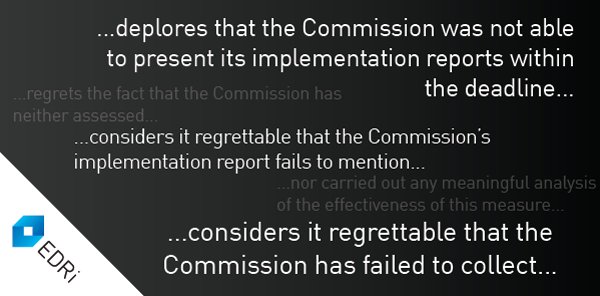 ...deplores that the Commission was not able
to present its implementation reports within
the deadline...
...regrets the fact that the Commission has
neither assessed...
...considers it regrettable that the Commission's
implementation report fails to mention...
...nor carried out any meaningful analysis
of the effectiveness of this measure...
...considers it regrettable that the
Commission has failed to collect...
EDRi